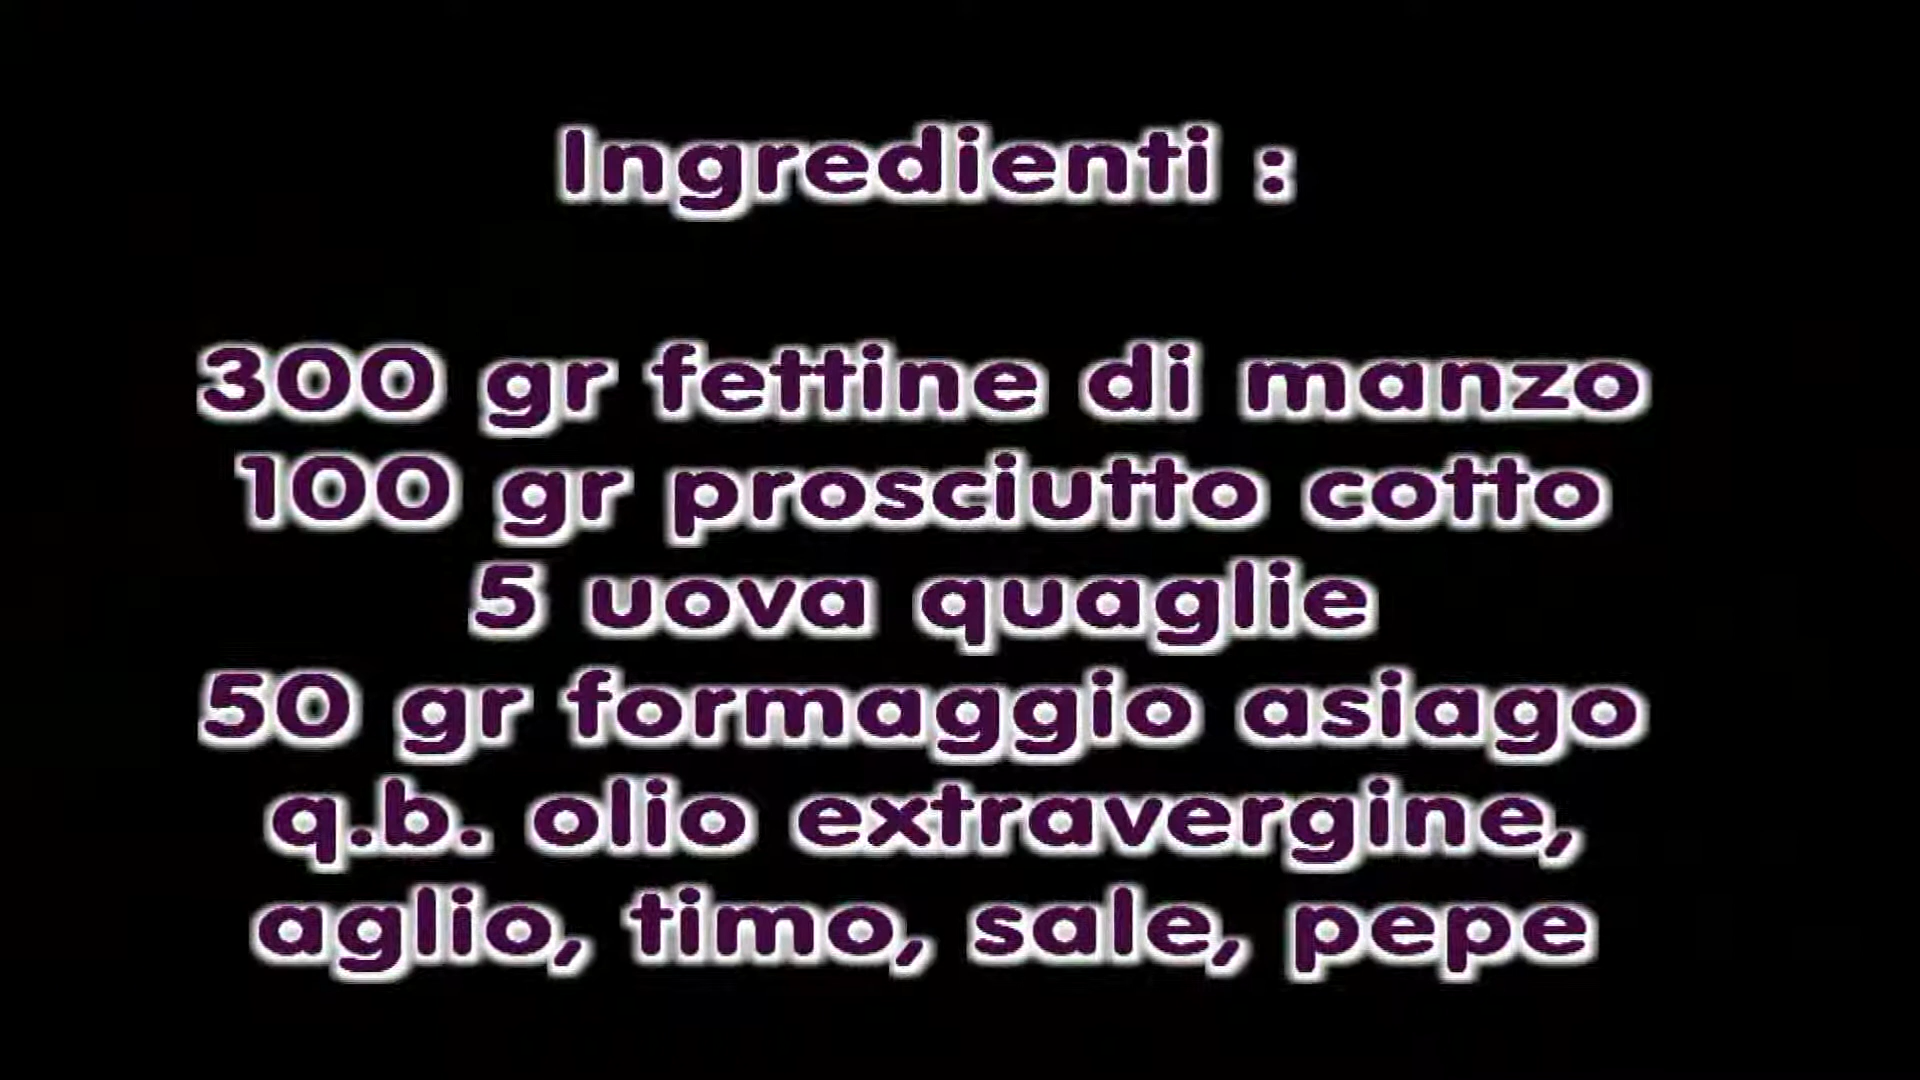 Ingredienti :
300 gr fettine di manzo
100 gr prosciutto cotto
5 uova quaglie
50 gr formaggio asiago
q.b. olio extravergine,
aglio, timo, sale, pepe